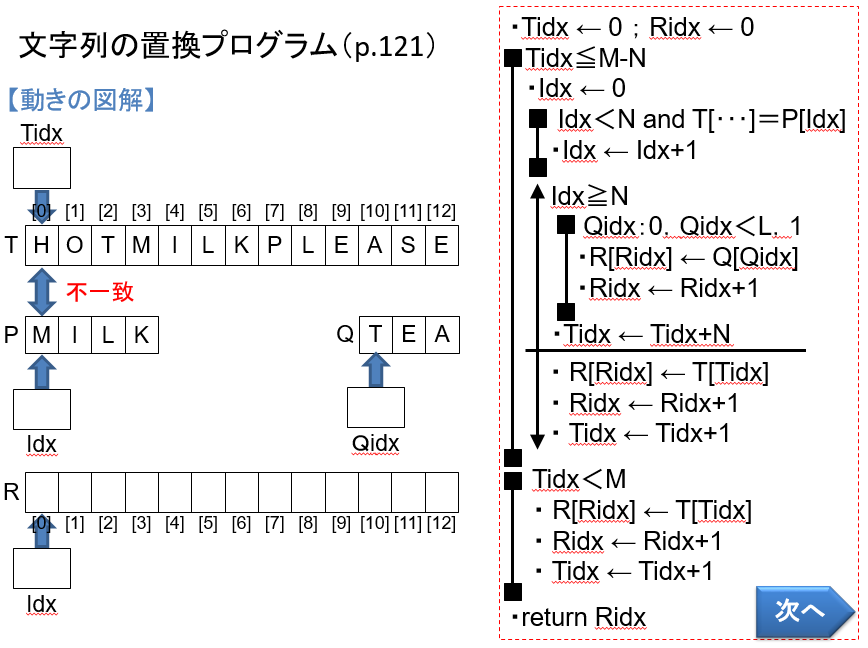 文字列の置換プログラム（p.121）
【動きの図解】
Tidx
[0] [1] [2] [3] [4] [5] [6] [7] [8] [9] [10] [11] [12]
T H O T M I L K P L E A S E
不一致
P M I L K
Q T E A
Idx
Qidx
R
[0] [1] [2] [3] [4] [5] [6] [7] [8] [9] [10] [11] [12]
Idx
・Tidx ← 0 ； Ridx ← 0
Tidx≦M-N
・Idx ← 0
Idx＜N and T[･･･]＝P[Idx]
・Idx ← Idx+1
Idx≧N
Qidx：0，Qidx＜L，1
・R[Ridx] ← Q[Qidx]
・Ridx ← Ridx+1
・Tidx ← Tidx+N
・ R[Ridx] ← T[Tidx]
・ Ridx ← Ridx+1
・ Tidx ← Tidx+1
Tidx＜M
・ R[Ridx] ← T[Tidx]
・ Ridx ← Ridx+1
・ Tidx ← Tidx+1
・return Ridx
次へ